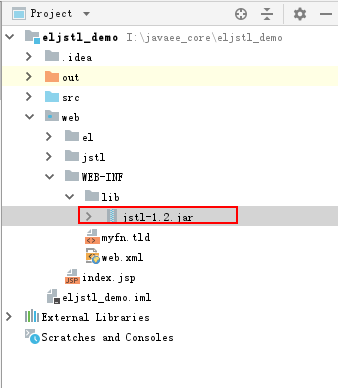 Project
eljstl_demo I:\javaee_core\eljstl_demo
.idea
out
src
web
el
jstl
WEB-INF
lib
jstl-1.2.jar
myfn.tld
web.xml
JSP index.jsp
eljstl_demo.iml
External Libraries
Scratches and Consoles